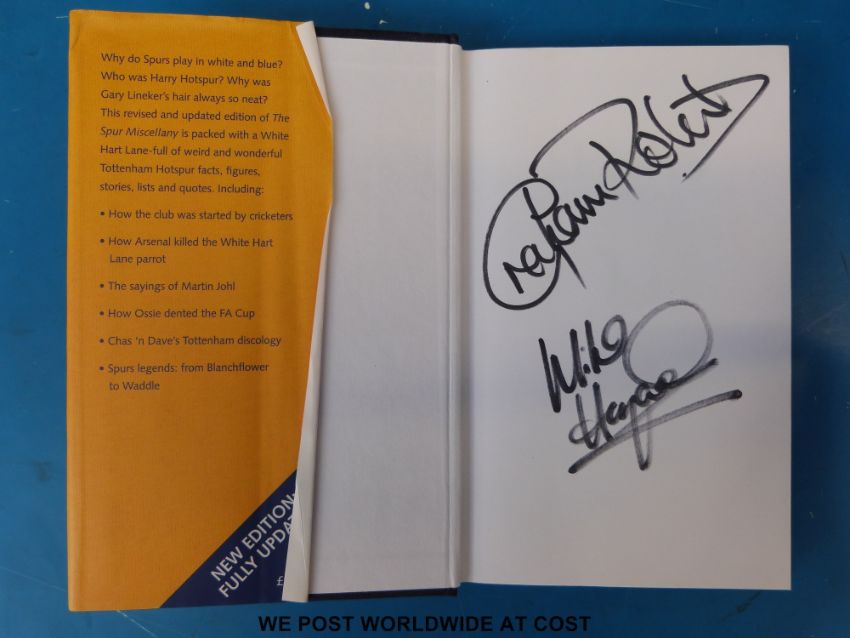 Why do Spurs play in white and blue?
Who was Harry Hotspur? Why was
Gary Lineker's hair always so neat?
This revised and updated edition of The
Spur Miscellany is packed with a White
Hart Lane-full of weird and wonderful
Tottenham Hotspur facts, figures,
stories, lists and quotes. Including:
• How the club was started by cricketers
• How Arsenal killed the White Hart
Lane parrot
• The sayings of Martin Johl
• How Ossie dented the FA Cup
• Chas 'n Dave's Tottenham discology
• Spurs legends: from Blanchflower
to Waddle
NEW EDITION
FULLY UPDAT
£
Graham Roberts
Mike
WE POST WORLDWIDE AT COST